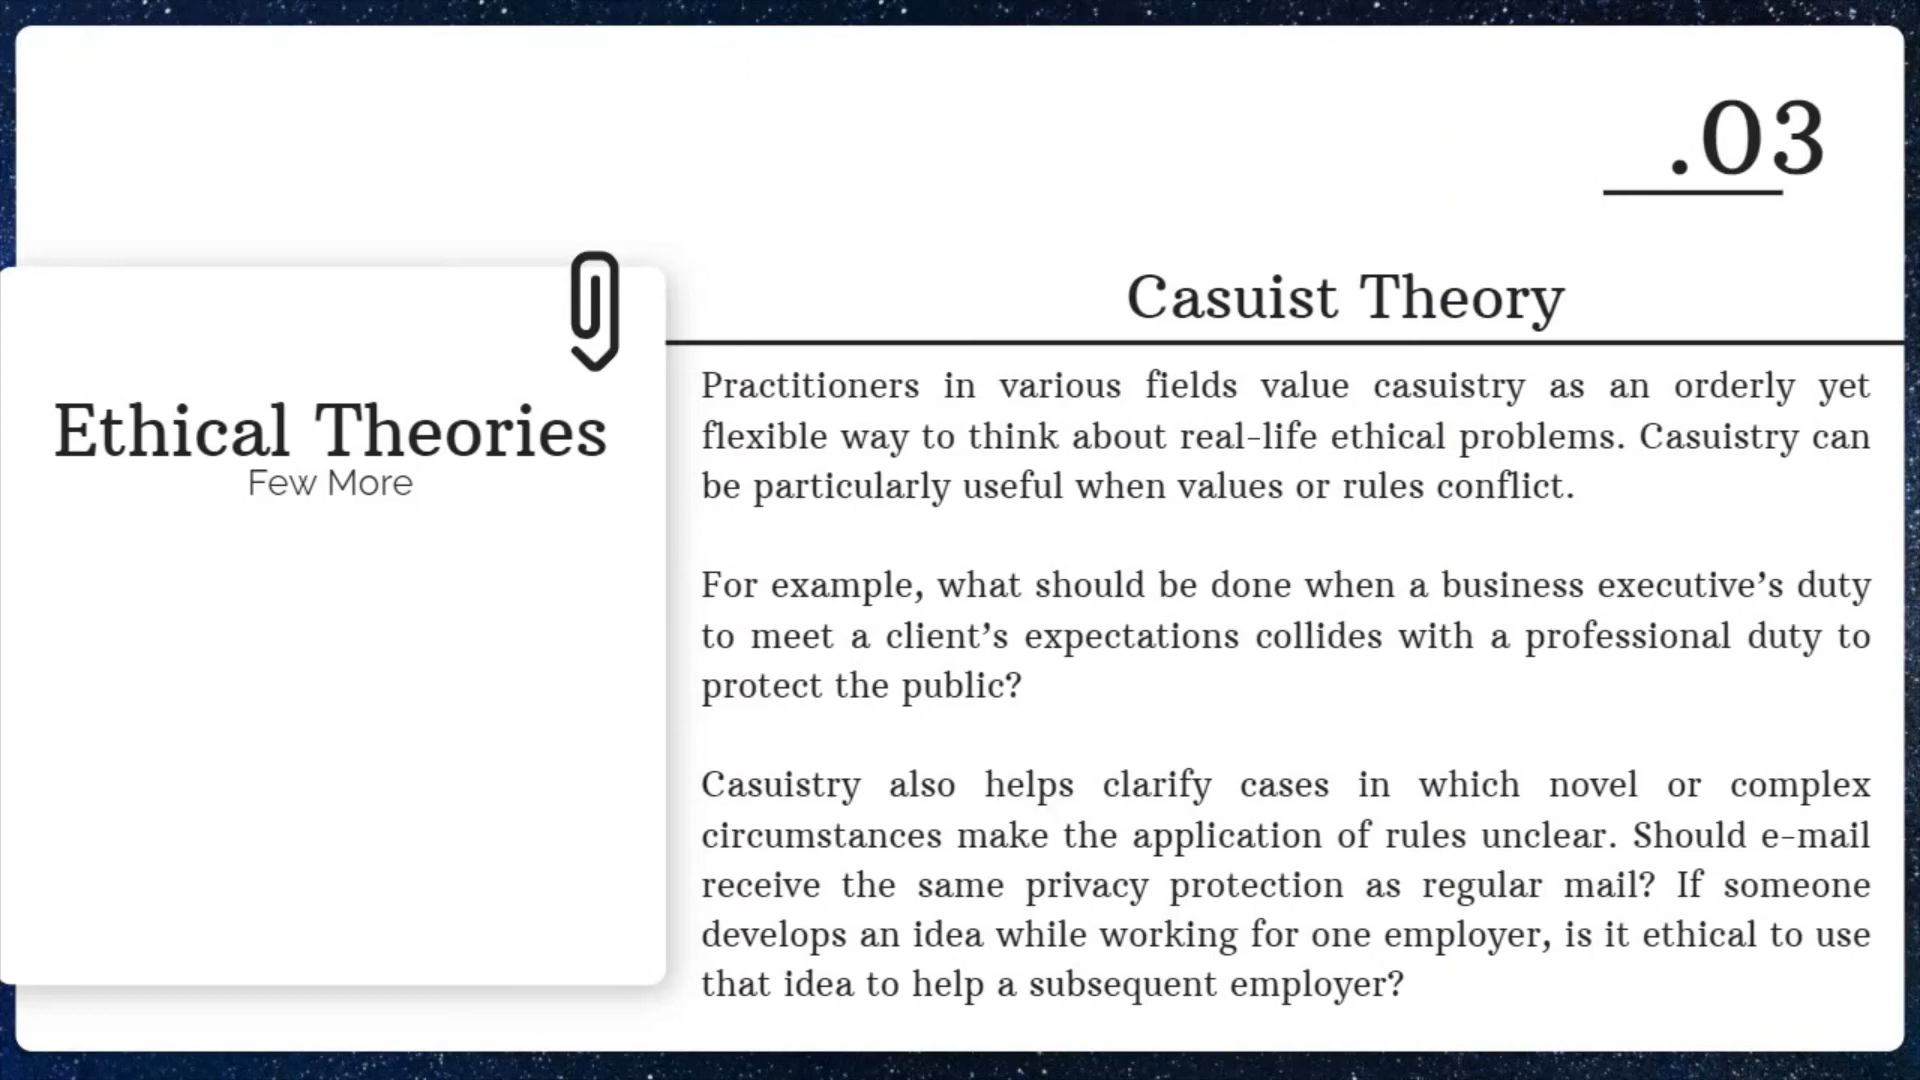 .03
Casuist Theory
Ethical Theories
Few More
Practitioners in various fields value casuistry as an orderly yet
flexible way to think about real-life ethical problems. Casuistry can
be particularly useful when values or rules conflict.
For example, what should be done when a business executive’s duty
to meet a client’s expectations collides with a professional duty to
protect the public?
Casuistry also helps clarify cases in which novel or complex
circumstances make the application of rules unclear. Should e-mail
receive the same privacy protection as regular mail? If someone
develops an idea while working for one employer, is it ethical to use
that idea to help a subsequent employer?